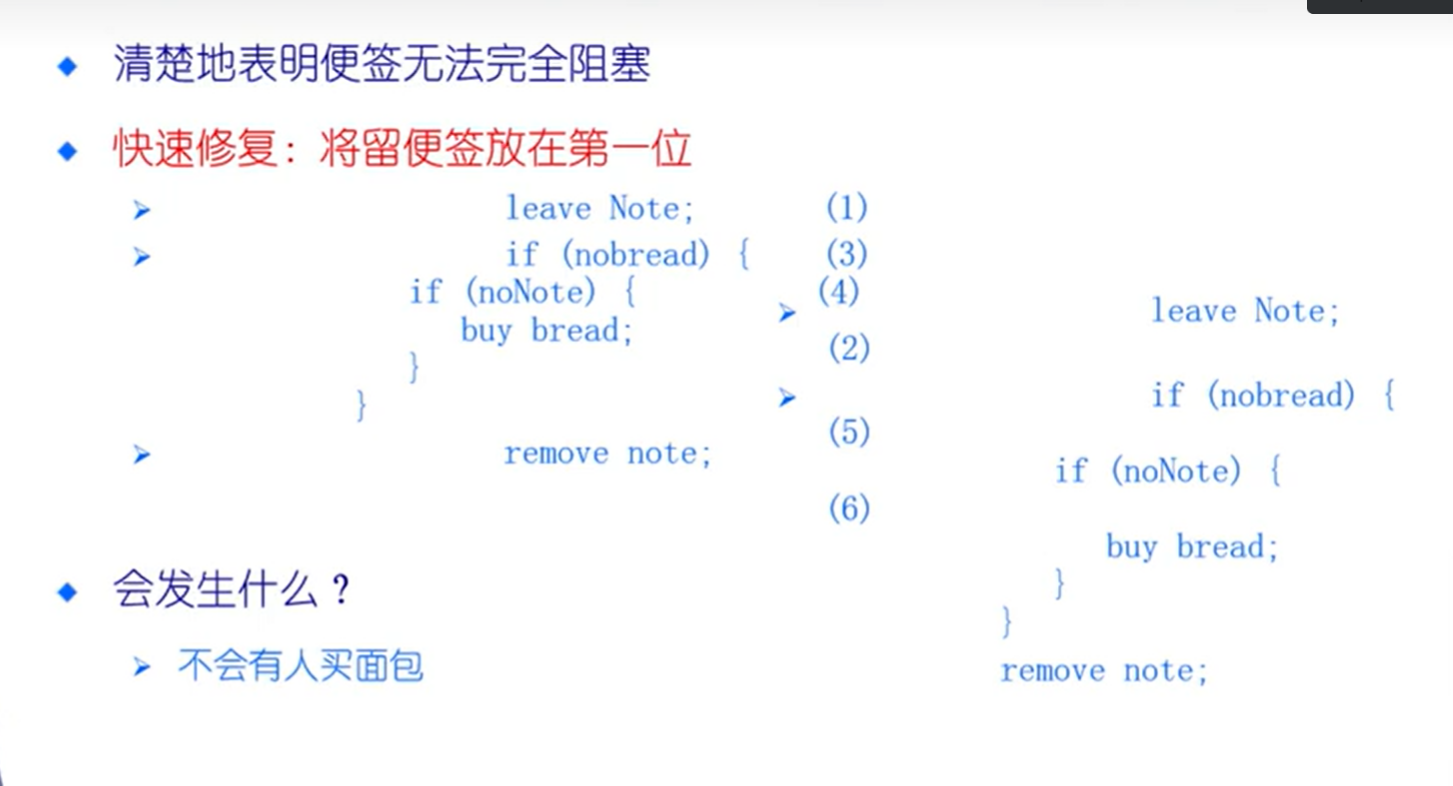 清楚地表明便签无法完全阻塞
快速修复：将留便签放在第一位
leave Note;
if (nobread) {
if (noNote) {
buy bread;
}
}
remove note;
(1)
(3)
(4)
(2)
(5)
(6)
leave Note;
if (nobread) {
if (noNote) {
buy bread;
}
}
remove note;
会发生什么？
不会有人买面包